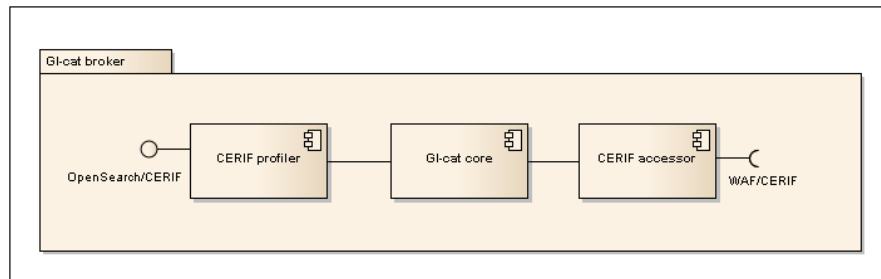 GI-cat broker
CERIF profiler
GI-cat core
CERIF accessor
OpenSearch/CERIF
WAF/CERIF